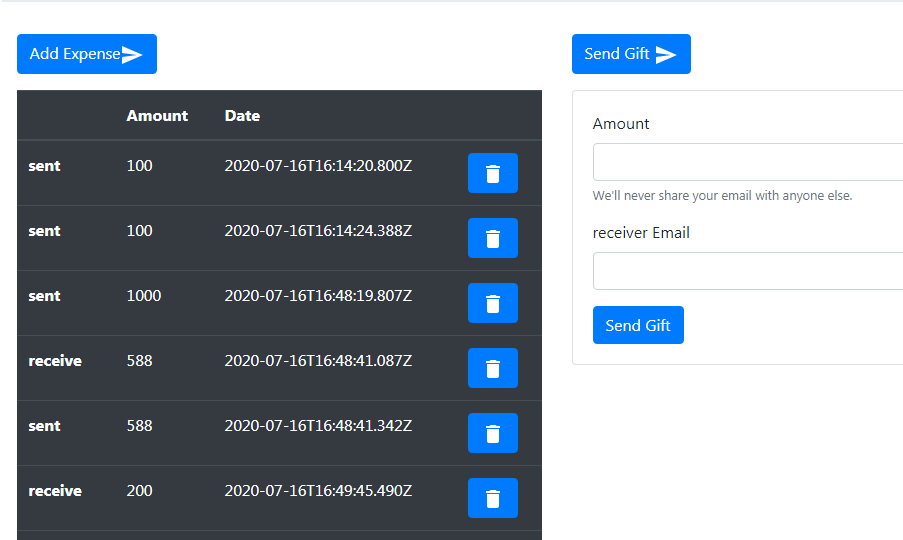 Add Expense
Send Gift
Amount Date
sent 100 2020-07-16T16:14:20.800Z
sent 100 2020-07-16T16:14:24.388Z
sent 1000 2020-07-16T16:48:19.807Z
receive 588 2020-07-16T16:48:41.087Z
sent 588 2020-07-16T16:48:41.342Z
receive 200 2020-07-16T16:49:45.490Z
Amount
We'll never share your email with anyone else.
receiver Email
Send Gift